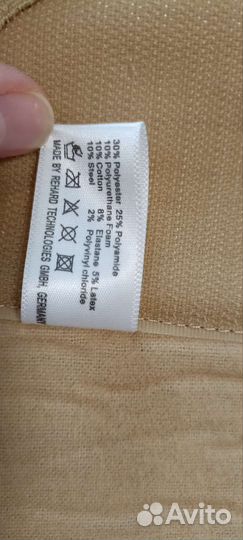 30% Polyester 25% Polyamide
10% Polyurethane Foam
10% Cotton 5% Latex
10% Steel 8% Elastane
2% Polyvinyl chloride
MADE BY REHARD TECHNOLOGIES GMBH, GERMANY
Avito